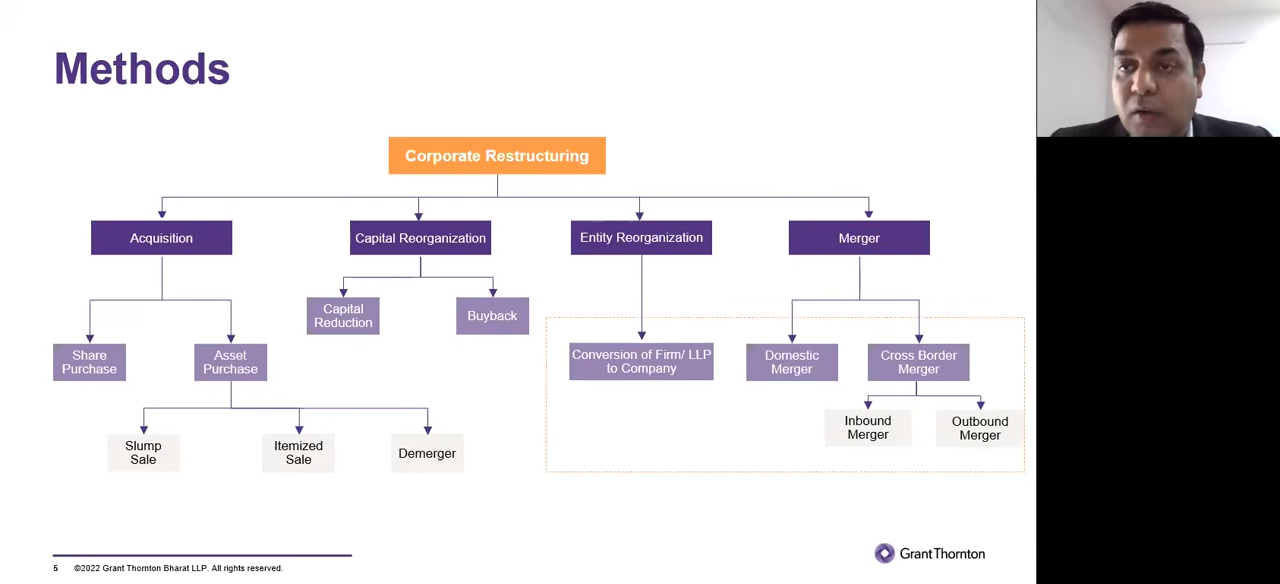 Methods
Corporate Restructuring
Acquisition
Capital Reorganization
Entity Reorganization
Merger
Capital
Reduction
Buyback
Share
Purchase
Asset
Purchase
Conversion of Firm/ LLP
to Company
Domestic
Merger
Cross Border
Merger
Inbound
Merger
Outbound
Merger
Slump
Sale
Itemized
Sale
Demerger
GrantThornton
5 ©2022 Grant Thornton Bharat LLP. All rights reserved.